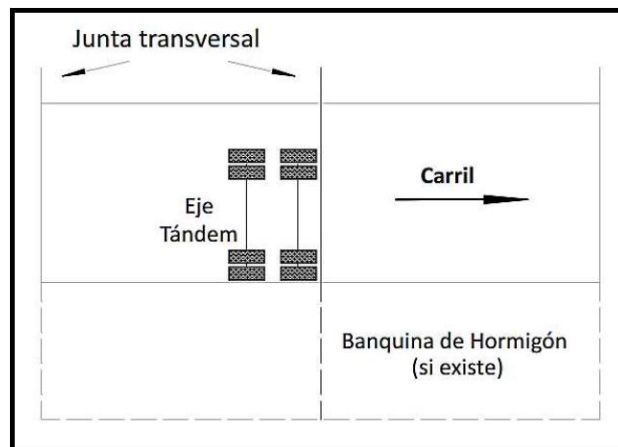 Junta transversal
Eje
Tándem
Carril
Banquina de Hormigón
(si existe)